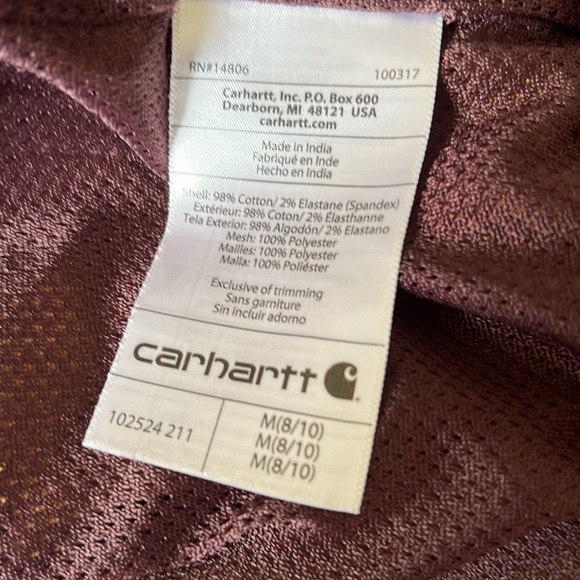 RN#14806 100317
Carhartt, Inc. P.O. Box 600
Dearborn, MI 48121 USA
carhartt.com
Made in India
Fabriqué en Inde
Hecho en India
Shell: 98% Cotton/ 2% Elastane (Spandex)
Extérieur: 98% Coton/ 2% Élasthanne
Tela Exterior: 98% Algodón/ 2% Elastano
Mesh: 100% Polyester
Mailles: 100% Polyester
Malla: 100% Poliéster
Exclusive of trimming
Sans garniture
Sin incluir adorno
carhartt
102524 211 M(8/10)
M(8/10)
M(8/10)